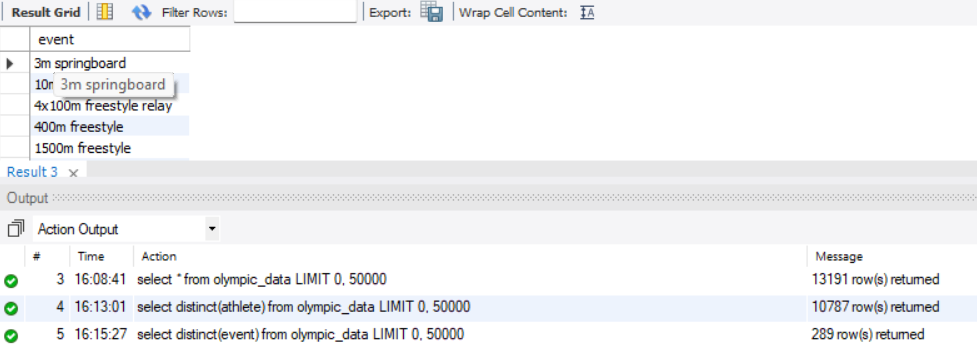 Result Grid Filter Rows: Export: Wrap Cell Content: IA
event
3m springboard
10m 3m springboard
4x100m freestyle relay
400m freestyle
1500m freestyle
Result 3 ×
Output
Action Output
# Time Action Message
3 16:08:41 select * from olympic_data LIMIT 0, 50000 13191 row(s) returned
4 16:13:01 select distinct(athlete) from olympic_data LIMIT 0, 50000 10787 row(s) returned
5 16:15:27 select distinct(event) from olympic_data LIMIT 0, 50000 289 row(s) returned